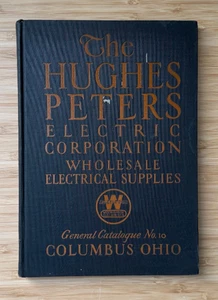 The
HUGHES
PETERS
ELECTRIC
CORPORATION
WHOLESALE
ELECTRICAL SUPPLIES
W
General Catalogue No. 10
COLUMBUS OHIO